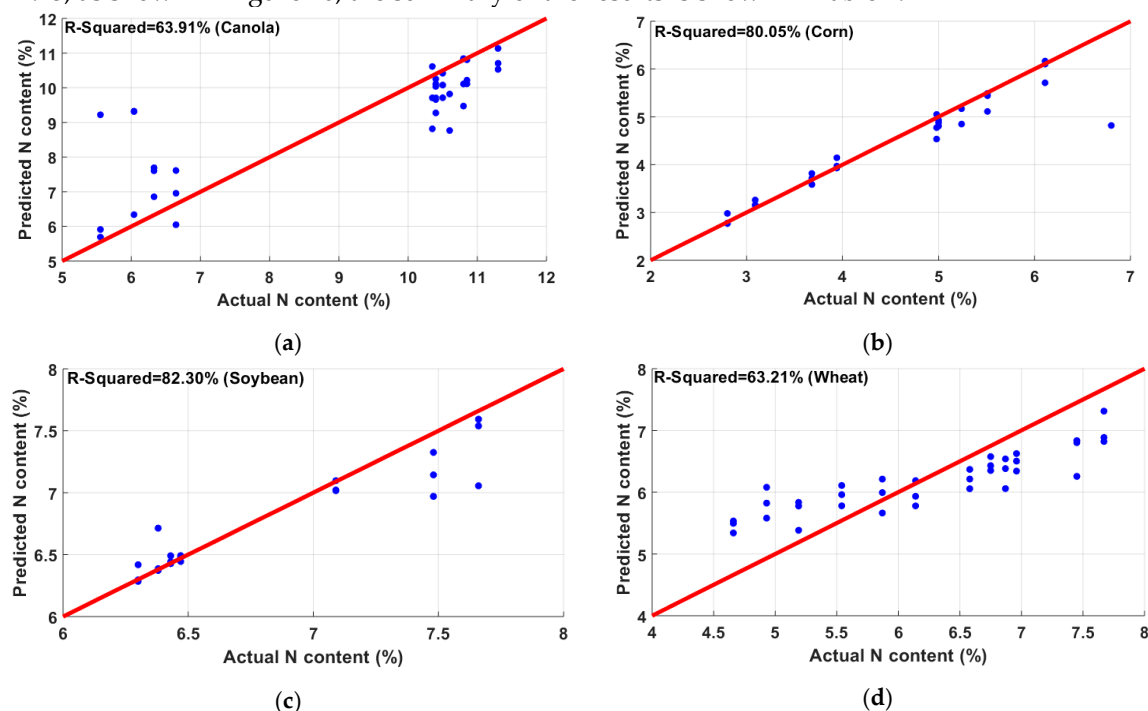 R-Squared=63.91% (Canola)
12
11
10
9
8
7
6
5
Predicted N content (%)
5 6 7 8 9 10 11 12
Actual N content (%)
(a)
R-Squared=80.05% (Corn)
7
6
5
4
3
2
Predicted N content (%)
2 3 4 5 6 7
Actual N content (%)
(b)
R-Squared=82.30% (Soybean)
8
7.5
7
6.5
6
Predicted N content (%)
6 6.5 7 7.5 8
Actual N content (%)
(c)
R-Squared=63.21% (Wheat)
8
7
6
5
4
Predicted N content (%)
4 4.5 5 5.5 6 6.5 7 7.5 8
Actual N content (%)
(d)